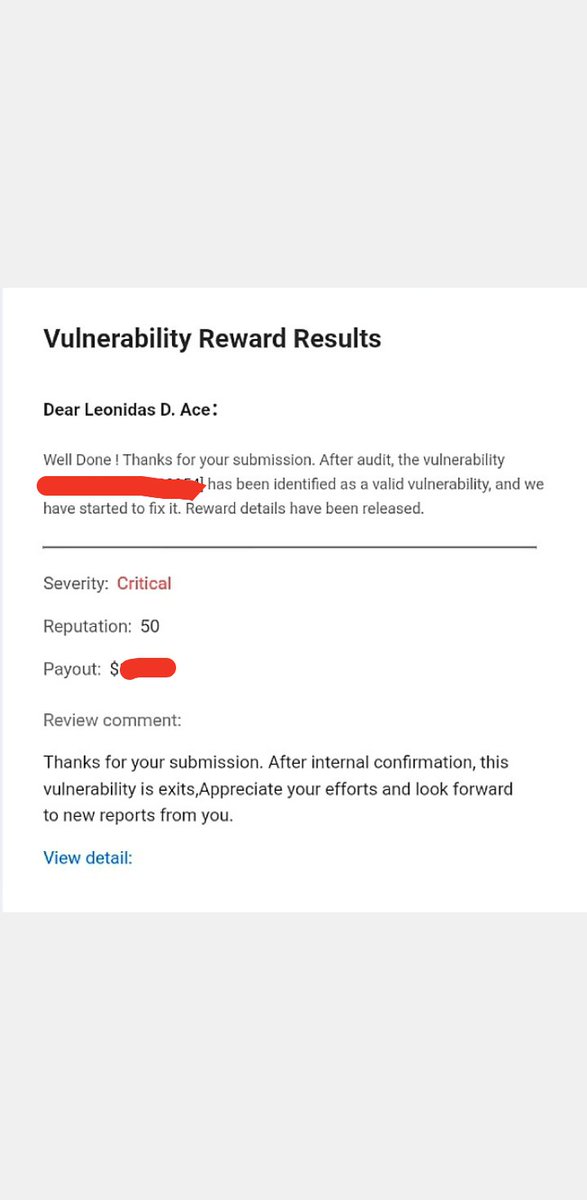 Vulnerability Reward Results
Dear Leonidas D. Ace：
Well Done ! Thanks for your submission. After audit, the vulnerability
has been identified as a valid vulnerability, and we
have started to fix it. Reward details have been released.
Severity: Critical
Reputation: 50
Payout: $
Review comment:
Thanks for your submission. After internal confirmation, this
vulnerability is exits,Appreciate your efforts and look forward
to new reports from you.
View detail: